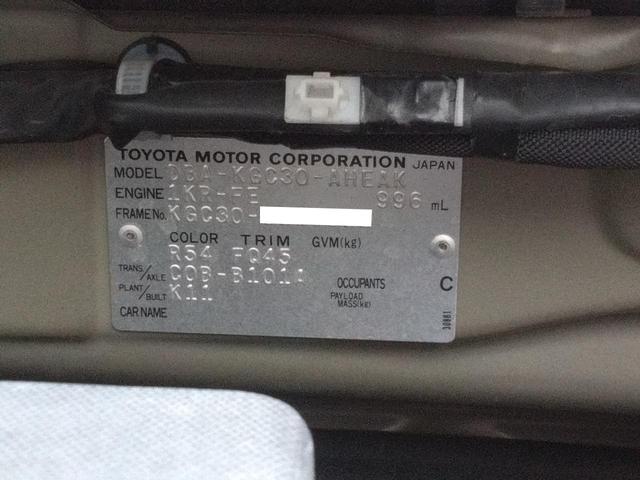 TOYOTA MOTOR CORPORATION JAPAN
MODEL DBA-KGC30-AHEAK
ENGINE 1KR-FE 996 mL
FRAME No. KGC30-
COLOR TRIM GVM(kg)
R54 FQ45
TRANS/AXLE C0B-B101A OCCUPANTS C
PLANT/BUILT K11 PAYLOAD MASS(kg)
CAR NAME